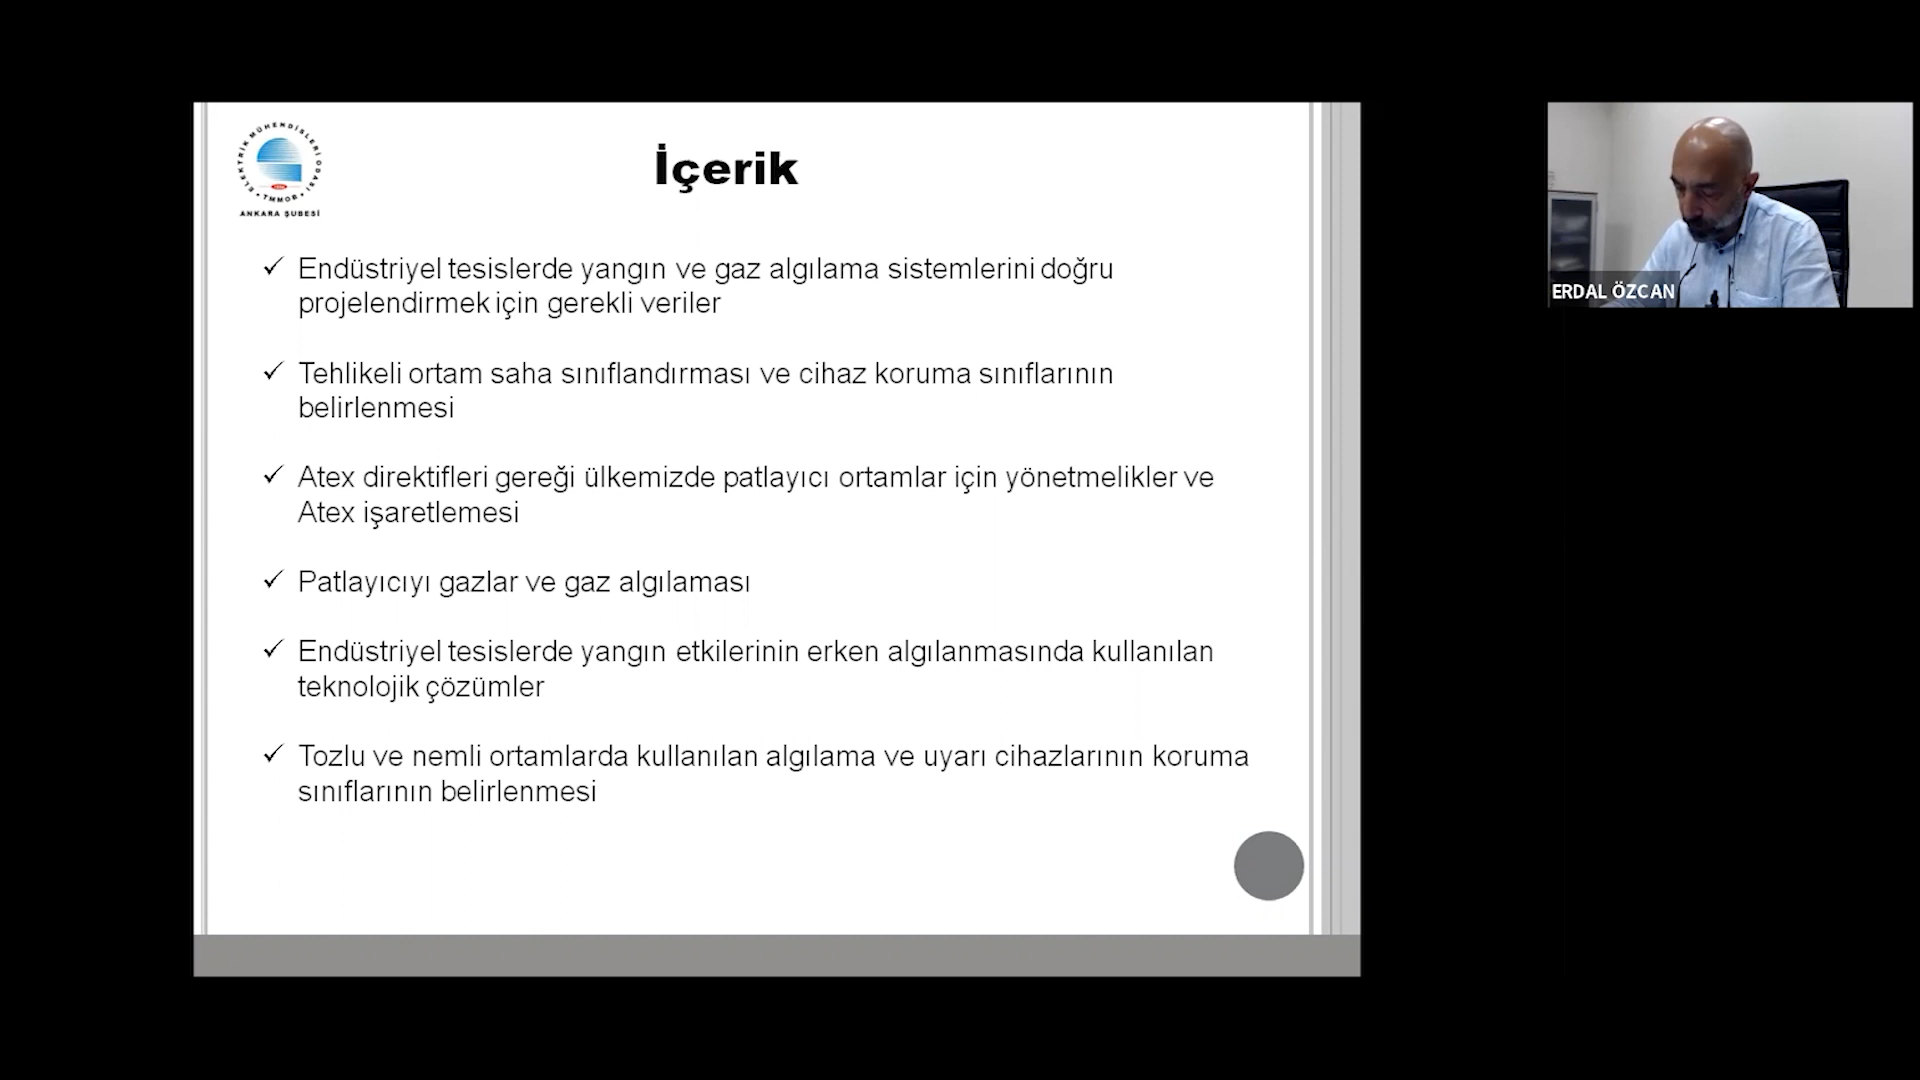 ELEKTRİK MÜHENDİSLERİ ODASI
TMMOB
ANKARA ŞUBESİ
İçerik
✓ Endüstriyel tesislerde yangın ve gaz algılama sistemlerini doğru
projelendirmek için gerekli veriler
✓ Tehlikeli ortam saha sınıflandırması ve cihaz koruma sınıflarının
belirlenmesi
✓ Atex direktifleri gereği ülkemizde patlayıcı ortamlar için yönetmelikler ve
Atex işaretlemesi
✓ Patlayıcıyı gazlar ve gaz algılaması
✓ Endüstriyel tesislerde yangın etkilerinin erken algılanmasında kullanılan
teknolojik çözümler
✓ Tozlu ve nemli ortamlarda kullanılan algılama ve uyarı cihazlarının koruma
sınıflarının belirlenmesi
ERDAL ÖZCAN